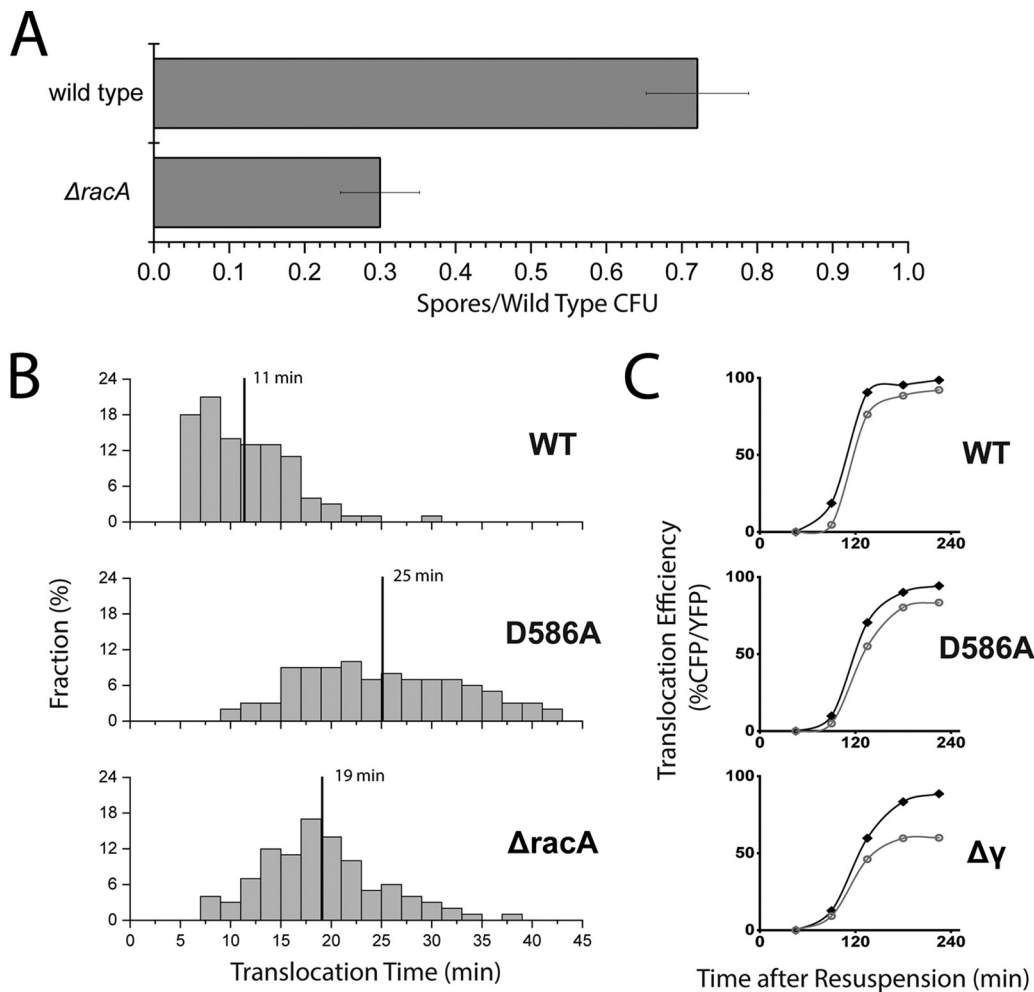 A
wild type
ΔracA
0.0 0.1 0.2 0.3 0.4 0.5 0.6 0.7 0.8 0.9 1.0
Spores/Wild Type CFU
B
24
18
12
6
0
11 min
WT
24
18
12
6
0
25 min
D586A
24
18
12
6
0
19 min
ΔracA
0 5 10 15 20 25 30 35 40 45
Fraction (%)
Translocation Time (min)
C
100
50
0
0 120 240
WT
100
50
0
0 120 240
D586A
100
50
0
0 120 240
Δγ
Translocation Efficiency
(%CFP/YFP)
Time after Resuspension (min)